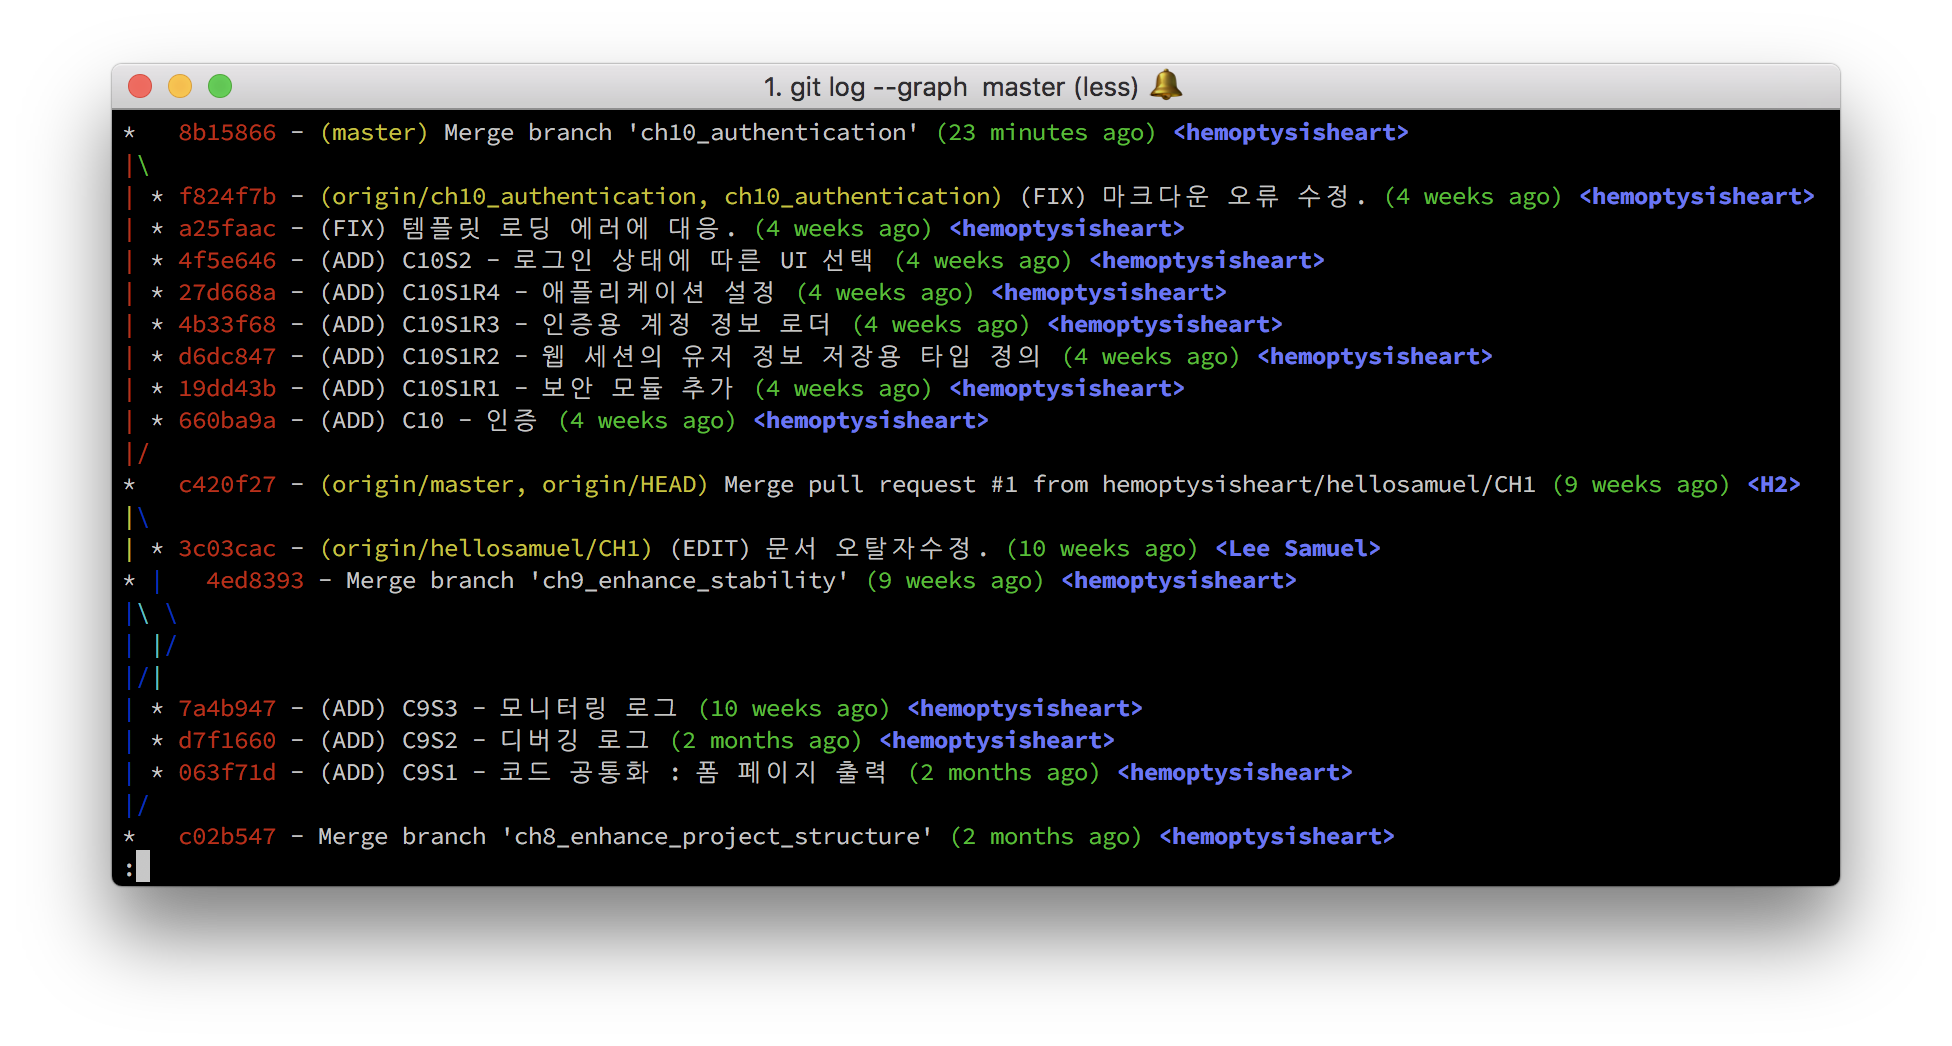 1. git log --graph  master (less) 🔔
*   8b15866 - (master) Merge branch 'ch10_authentication' (23 minutes ago) <hemoptysisheart>
|\
| * f824f7b - (origin/ch10_authentication, ch10_authentication) (FIX) 마크다운 오류 수정. (4 weeks ago) <hemoptysisheart>
| * a25faac - (FIX) 템플릿 로딩 에러에 대응. (4 weeks ago) <hemoptysisheart>
| * 4f5e646 - (ADD) C10S2 - 로그인 상태에 따른 UI 선택 (4 weeks ago) <hemoptysisheart>
| * 27d668a - (ADD) C10S1R4 - 애플리케이션 설정 (4 weeks ago) <hemoptysisheart>
| * 4b33f68 - (ADD) C10S1R3 - 인증용 계정 정보 로더 (4 weeks ago) <hemoptysisheart>
| * d6dc847 - (ADD) C10S1R2 - 웹 세션의 유저 정보 저장용 타입 정의 (4 weeks ago) <hemoptysisheart>
| * 19dd43b - (ADD) C10S1R1 - 보안 모듈 추가 (4 weeks ago) <hemoptysisheart>
| * 660ba9a - (ADD) C10 - 인증 (4 weeks ago) <hemoptysisheart>
|/
*   c420f27 - (origin/master, origin/HEAD) Merge pull request #1 from hemoptysisheart/hellosamuel/CH1 (9 weeks ago) <H2>
|\
| * 3c03cac - (origin/hellosamuel/CH1) (EDIT) 문서 오탈자수정. (10 weeks ago) <Lee Samuel>
* |   4ed8393 - Merge branch 'ch9_enhance_stability' (9 weeks ago) <hemoptysisheart>
|\ \
| |/
|/|
| * 7a4b947 - (ADD) C9S3 - 모니터링 로그 (10 weeks ago) <hemoptysisheart>
| * d7f1660 - (ADD) C9S2 - 디버깅 로그 (2 months ago) <hemoptysisheart>
| * 063f71d - (ADD) C9S1 - 코드 공통화 : 폼 페이지 출력 (2 months ago) <hemoptysisheart>
|/
*   c02b547 - Merge branch 'ch8_enhance_project_structure' (2 months ago) <hemoptysisheart>
: